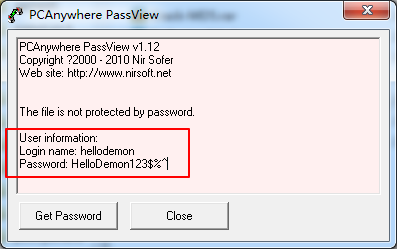 PCAnywhere PassView
PCAnywhere PassView v1.12
Copyright ?2000 - 2010 Nir Sofer
Web site: http://www.nirsoft.net
The file is not protected by password.
User information:
Login name: hellodemon
Password: HelloDemon123$%^
Get Password
Close